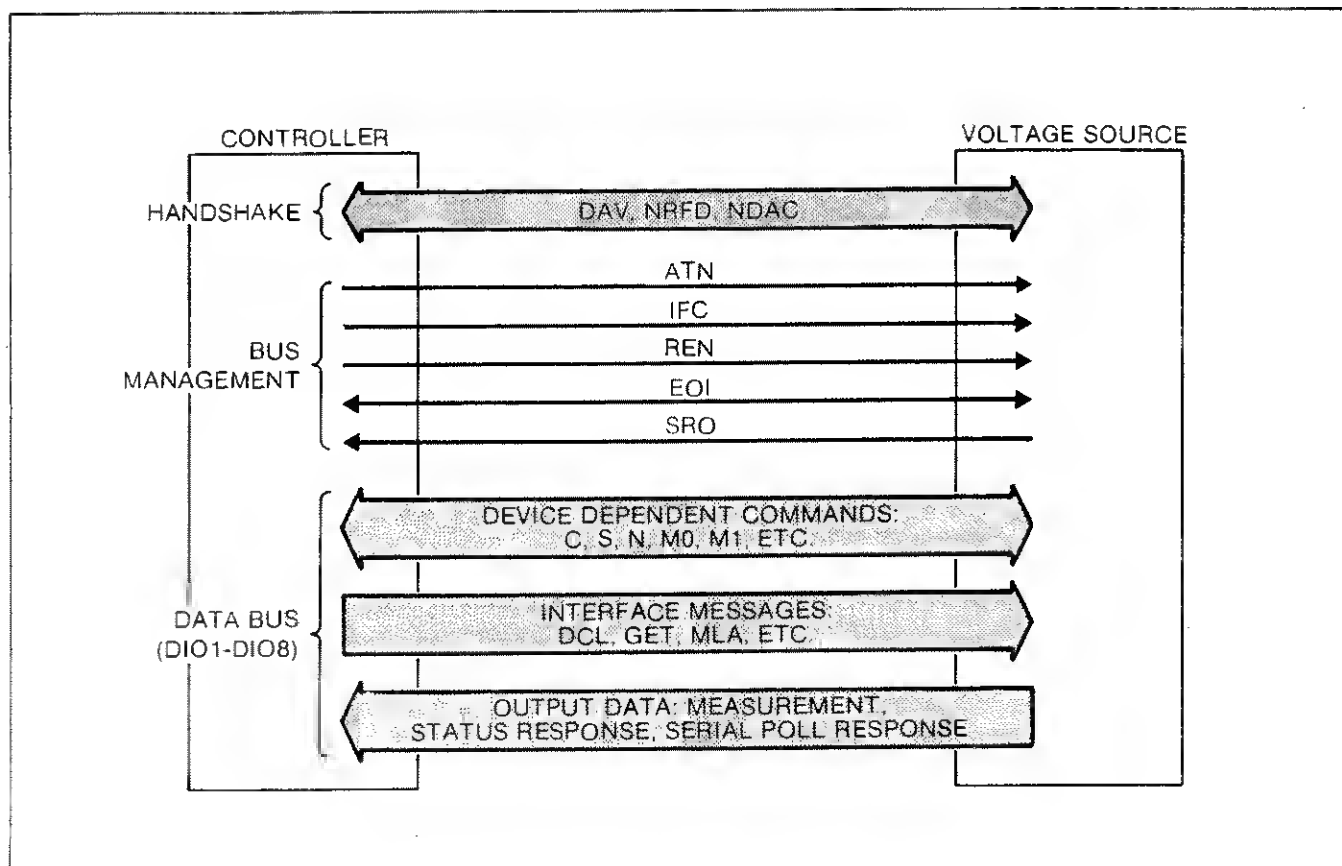 CONTROLLER
VOLTAGE SOURCE
HANDSHAKE
DAV, NRFD, NDAC
BUS
MANAGEMENT
ATN
IFC
REN
EOI
SRO
DATA BUS
(DIO1-DIO8)
DEVICE DEPENDENT COMMANDS:
C, S, N, M0, M1, ETC.
INTERFACE MESSAGES:
DCL, GET, MLA, ETC.
OUTPUT DATA: MEASUREMENT,
STATUS RESPONSE, SERIAL POLL RESPONSE